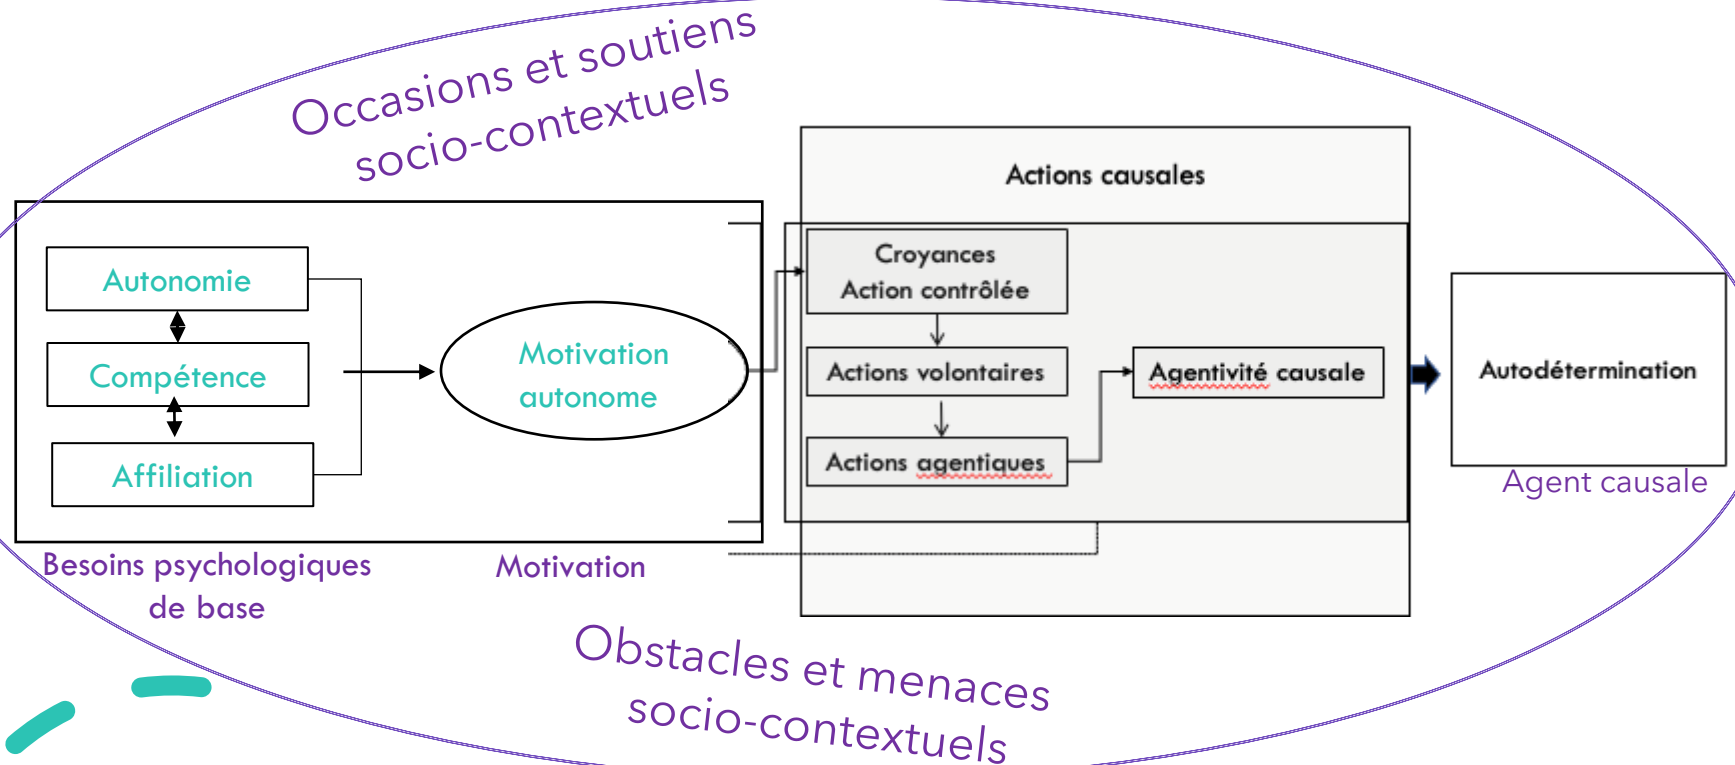 Occasions et soutiens
socio-contextuels
Actions causales
Autonomie
Compétence
Affiliation
Motivation
autonome
Croyances
Action contrôlée
Actions volontaires
Actions agentiques
Agentivité causale
Autodétermination
Agent causale
Besoins psychologiques
de base
Motivation
Obstacles et menaces
socio-contextuels